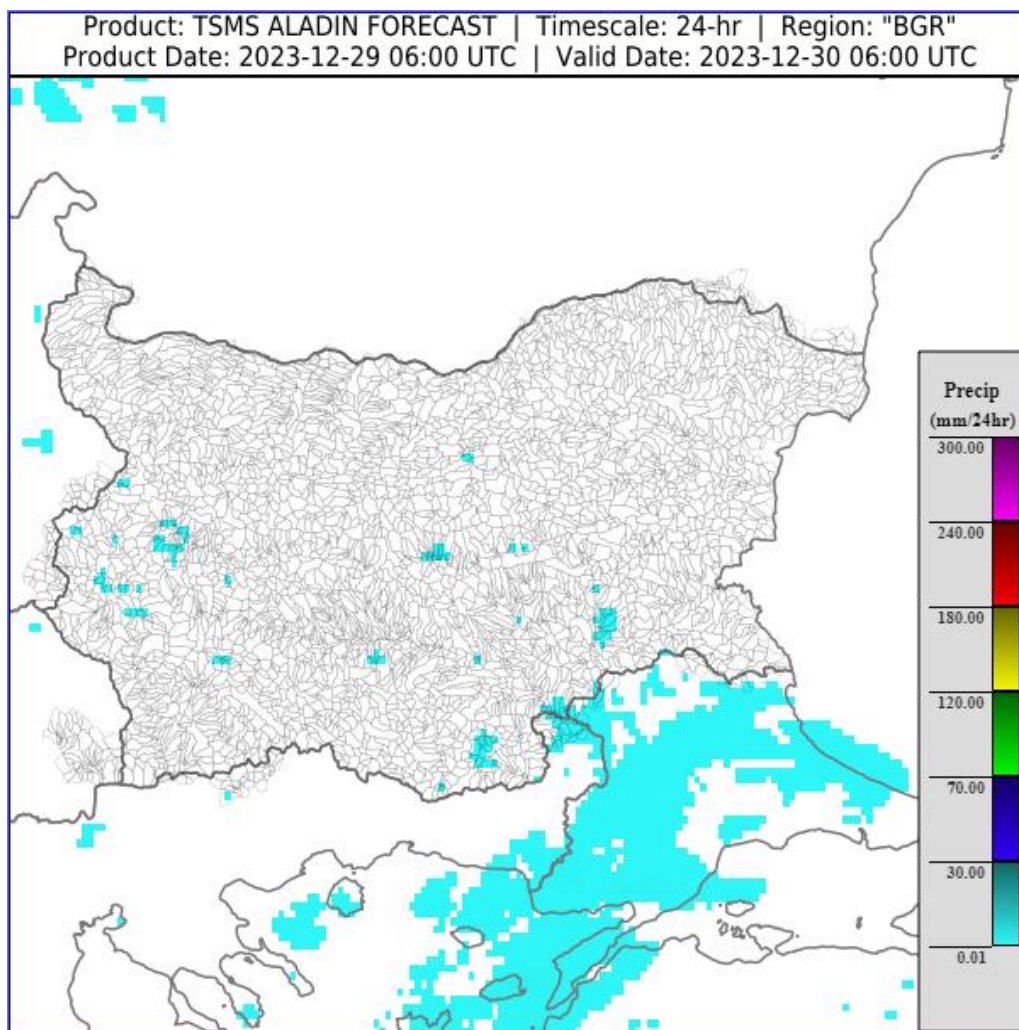 Product: TSMS ALADIN FORECAST | Timescale: 24-hr | Region: "BGR"
Product Date: 2023-12-29 06:00 UTC | Valid Date: 2023-12-30 06:00 UTC
Precip
(mm/24hr)
300.00
240.00
180.00
120.00
70.00
30.00
0.01